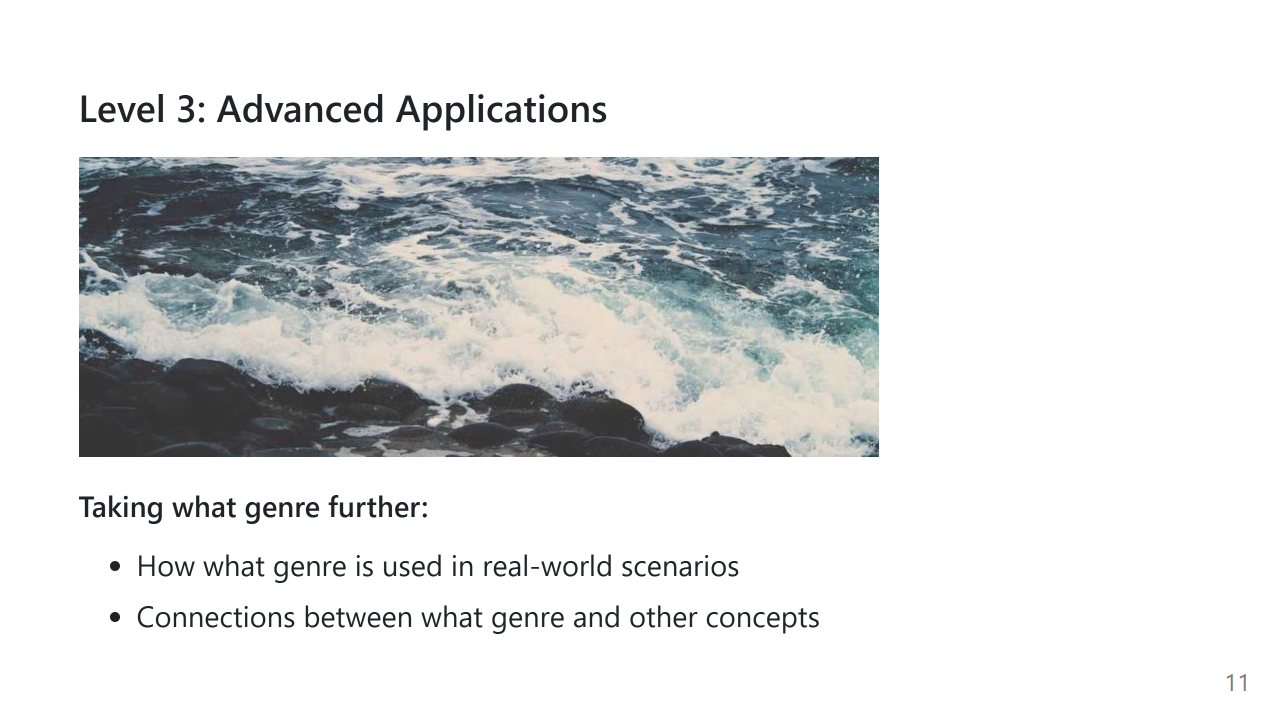 Level 3: Advanced Applications
Taking what genre further:
How what genre is used in real-world scenarios
Connections between what genre and other concepts
11